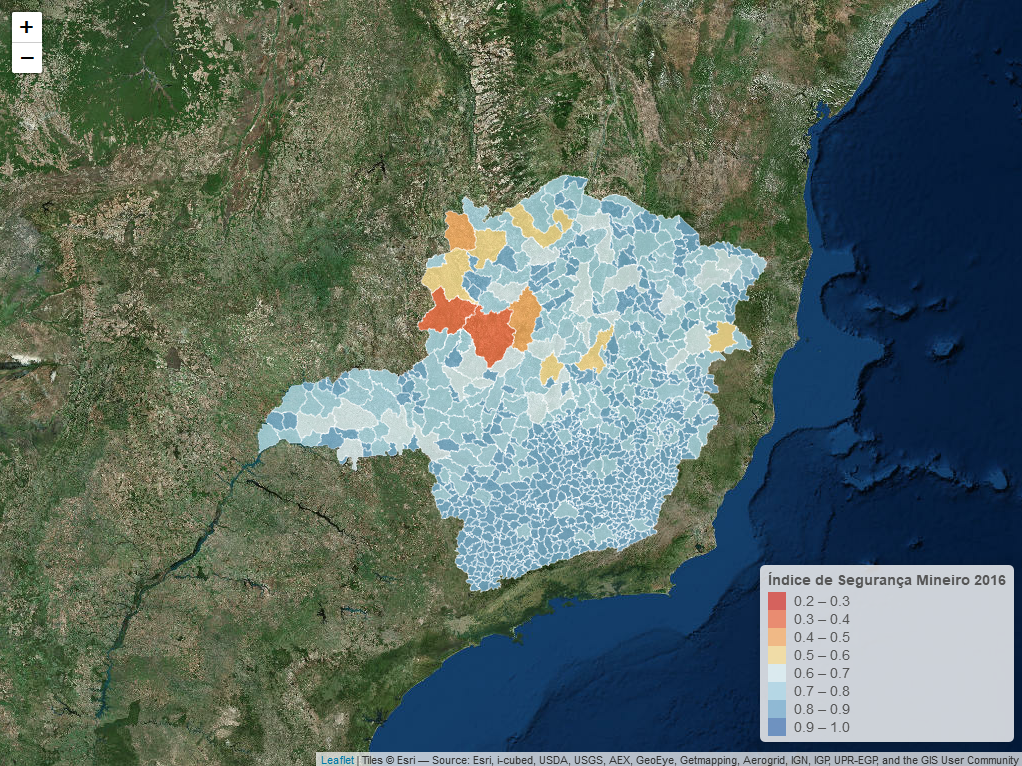 +
−
Índice de Segurança Mineiro 2016
0.2 – 0.3
0.3 – 0.4
0.4 – 0.5
0.5 – 0.6
0.6 – 0.7
0.7 – 0.8
0.8 – 0.9
0.9 – 1.0
Leaflet | Tiles © Esri — Source: Esri, i-cubed, USDA, USGS, AEX, GeoEye, Getmapping, Aerogrid, IGN, IGP, UPR-EGP, and the GIS User Community